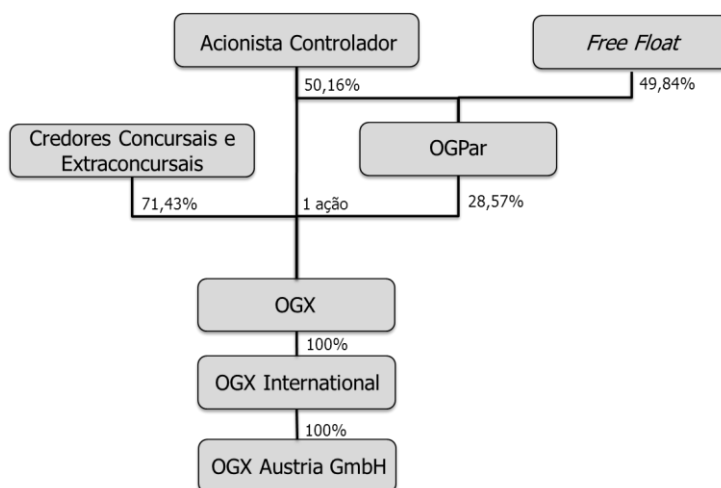 Acionista Controlador
Free Float
50,16%
49,84%
Credores Concursais e
Extraconcursais
OGPar
71,43%
1 ação
28,57%
OGX
100%
OGX International
100%
OGX Austria GmbH